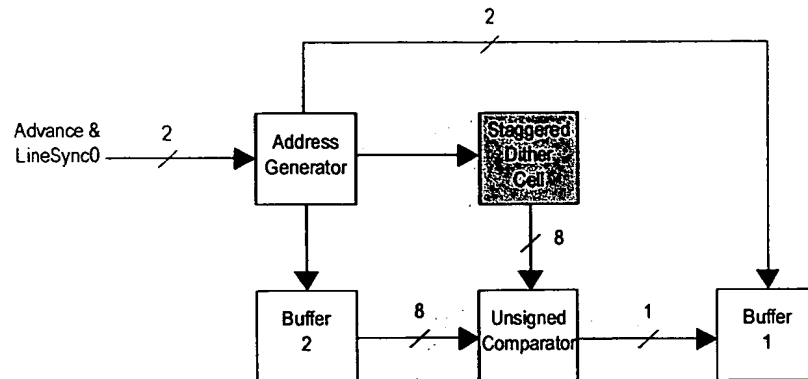 2
Advance &
LineSync0
2
Address
Generator
Staggered
Dither
Cell
8
Buffer
2
8
Unsigned
Comparator
1
Buffer
1